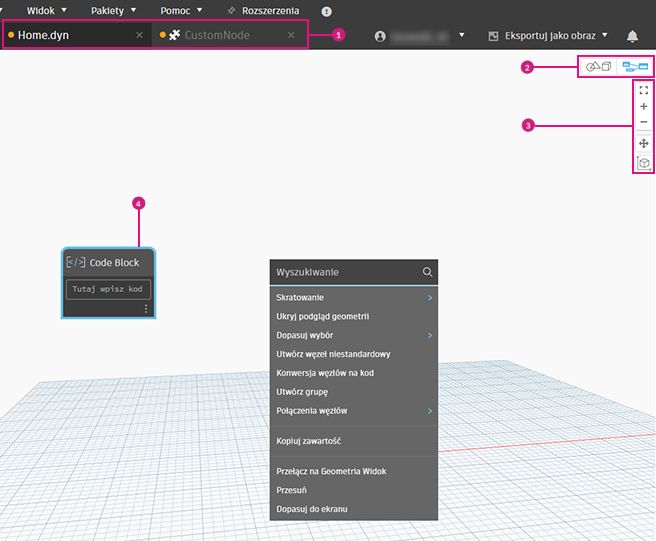 Widok Pakiety Pomoc Rozszerzenia
Home.dyn CustomNode 1 Eksportuj jako obraz
2
3
4
Code Block
Tutaj wpisz kod
Wyszukiwanie
Skratowanie
Ukryj podgląd geometrii
Dopasuj wybór
Utwórz węzeł niestandardowy
Konwersja węzłów na kod
Utwórz grupę
Połączenia węzłów
Kopiuj zawartość
Przełącz na Geometria Widok
Przesuń
Dopasuj do ekranu